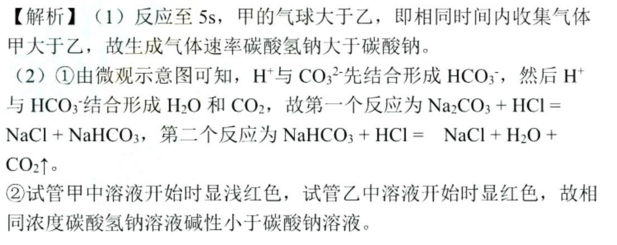 【解析】（1）反应至 5s，甲的气球大于乙，即相同时间内收集气体
甲大于乙，故生成气体速率碳酸氢钠大于碳酸钠。
（2）①由微观示意图可知，H⁺与 CO₃²⁻先结合形成 HCO₃⁻，然后 H⁺
与 HCO₃⁻结合形成 H₂O 和 CO₂，故第一个反应为 Na₂CO₃ + HCl =
NaCl + NaHCO₃，第二个反应为 NaHCO₃ + HCl = NaCl + H₂O +
CO₂↑。
②试管甲中溶液开始时显浅红色，试管乙中溶液开始时显红色，故相
同浓度碳酸氢钠溶液碱性小于碳酸钠溶液。